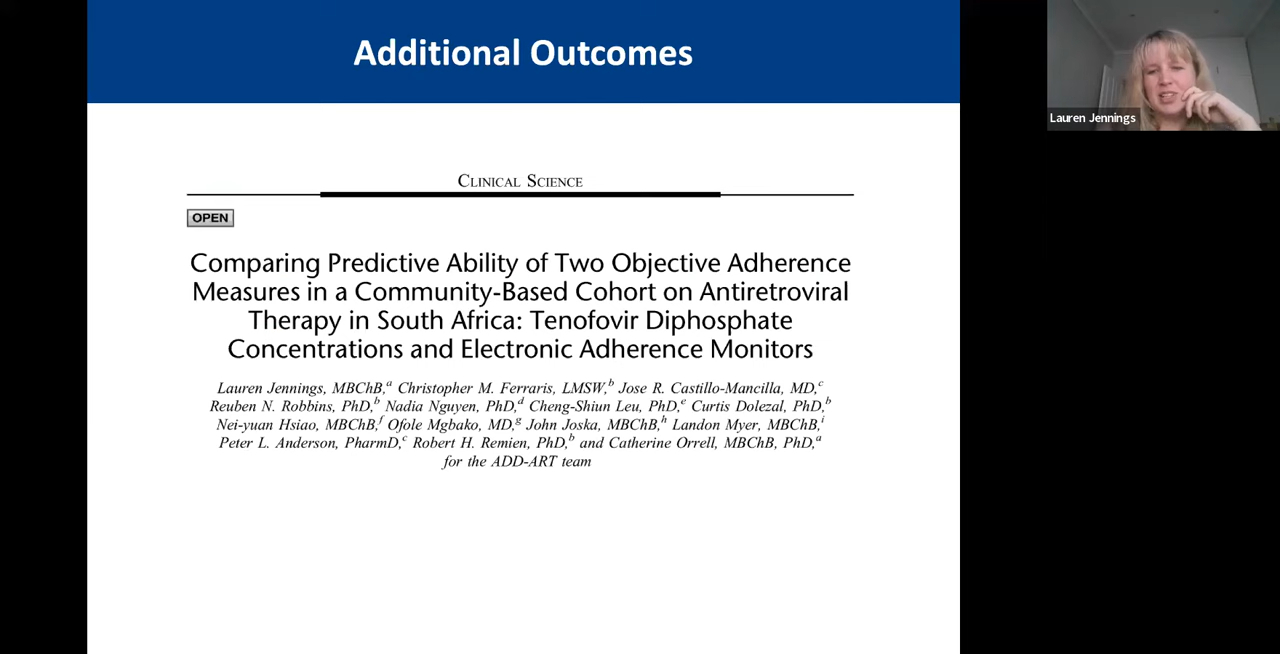 Additional Outcomes
Lauren Jennings
CLINICAL SCIENCE
OPEN
Comparing Predictive Ability of Two Objective Adherence
Measures in a Community-Based Cohort on Antiretroviral
Therapy in South Africa: Tenofovir Diphosphate
Concentrations and Electronic Adherence Monitors
Lauren Jennings, MBChB,a Christopher M. Ferraris, LMSW,b Jose R. Castillo-Mancilla, MD,c
Reuben N. Robbins, PhD,b Nadia Nguyen, PhD,d Cheng-Shiun Leu, PhD,e Curtis Dolezal, PhD,b
Nei-yuan Hsiao, MBChB,f Ofole Mgbako, MD,g John Joska, MBChB,h Landon Myer, MBChB,i
Peter L. Anderson, PharmD,c Robert H. Remien, PhD,b and Catherine Orrell, MBChB, PhD,a
for the ADD-ART team